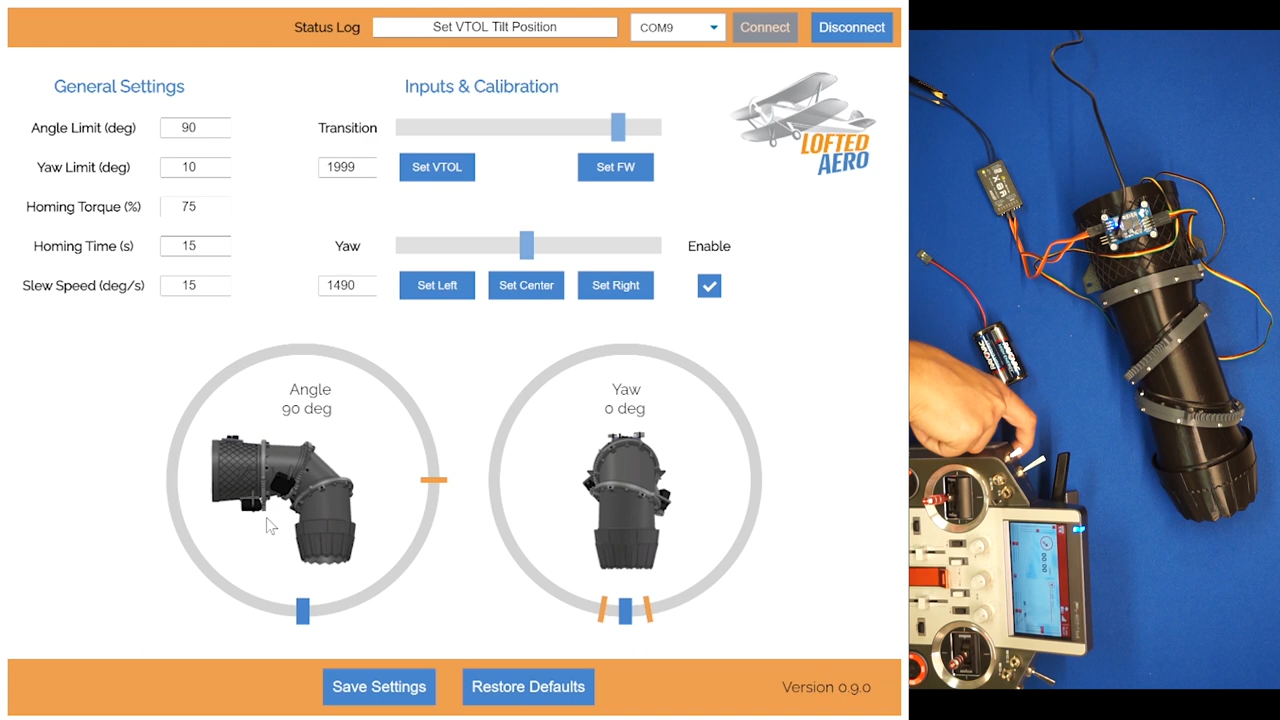 Status Log
Set VTOL Tilt Position
COM9
Connect
Disconnect
General Settings
Inputs & Calibration
LOFTED
AERO
Angle Limit (deg)
90
Transition
Yaw Limit (deg)
10
1999
Set VTOL
Set FW
Homing Torque (%)
75
Homing Time (s)
15
Yaw
Enable
Slew Speed (deg/s)
15
1490
Set Left
Set Center
Set Right
Angle
90 deg
Yaw
0 deg
Save Settings
Restore Defaults
Version 0.9.0
X8R
00:00